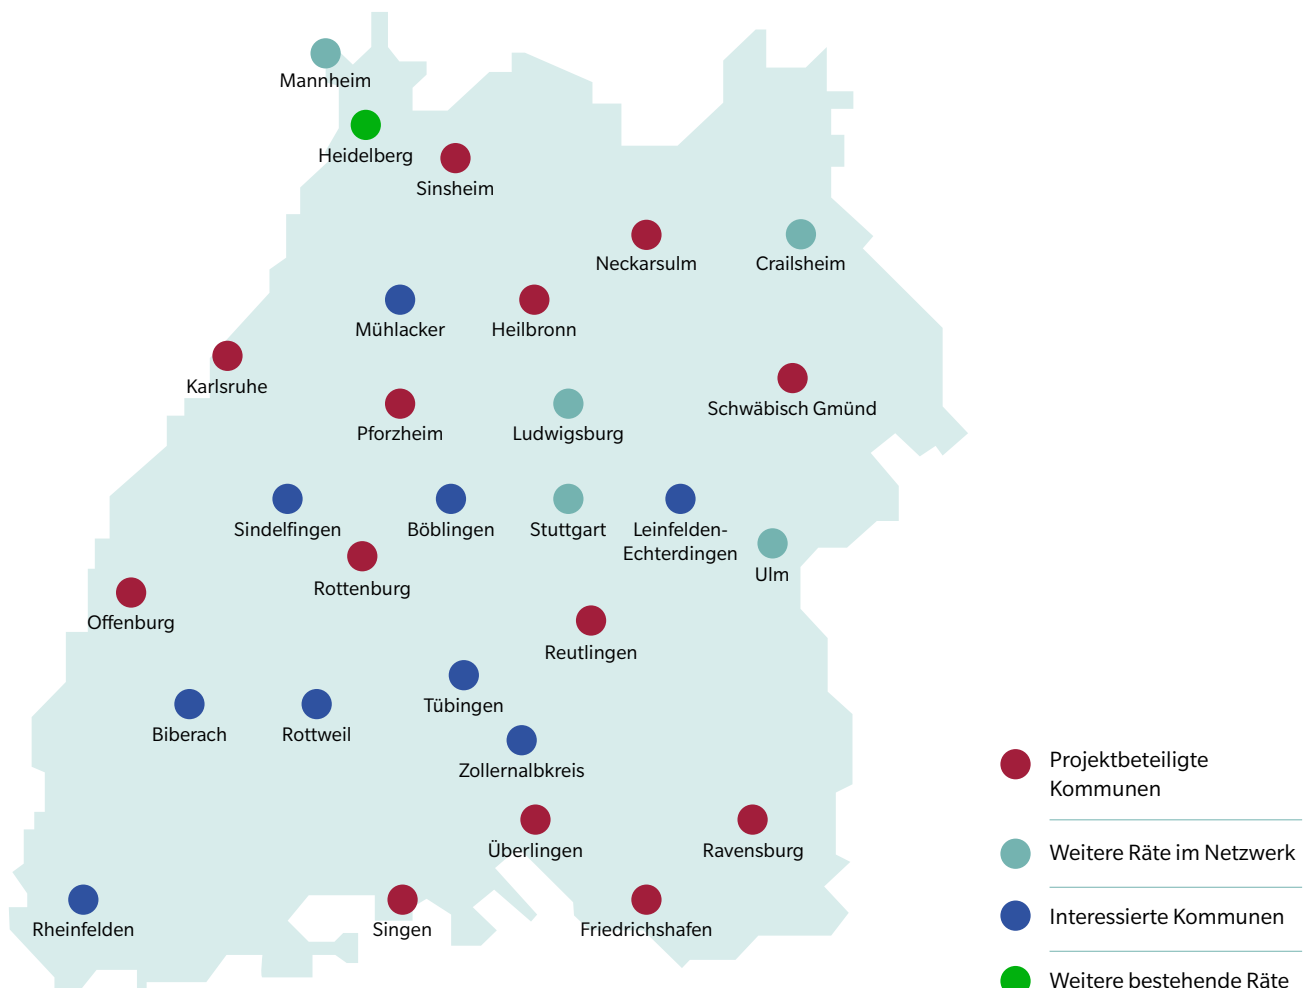 Mannheim
Heidelberg
Sinsheim
Neckarsulm
Crailsheim
Mühlacker
Heilbronn
Karlsruhe
Schwäbisch Gmünd
Pforzheim
Ludwigsburg
Sindelfingen
Böblingen
Stuttgart
Leinfelden-
Echterdingen
Ulm
Rottenburg
Offenburg
Reutlingen
Tübingen
Biberach
Rottweil
Zollernalbkreis
Überlingen
Ravensburg
Rheinfelden
Singen
Friedrichshafen
Projektbeteiligte
Kommunen
Weitere Räte im Netzwerk
Interessierte Kommunen
Weitere bestehende Räte